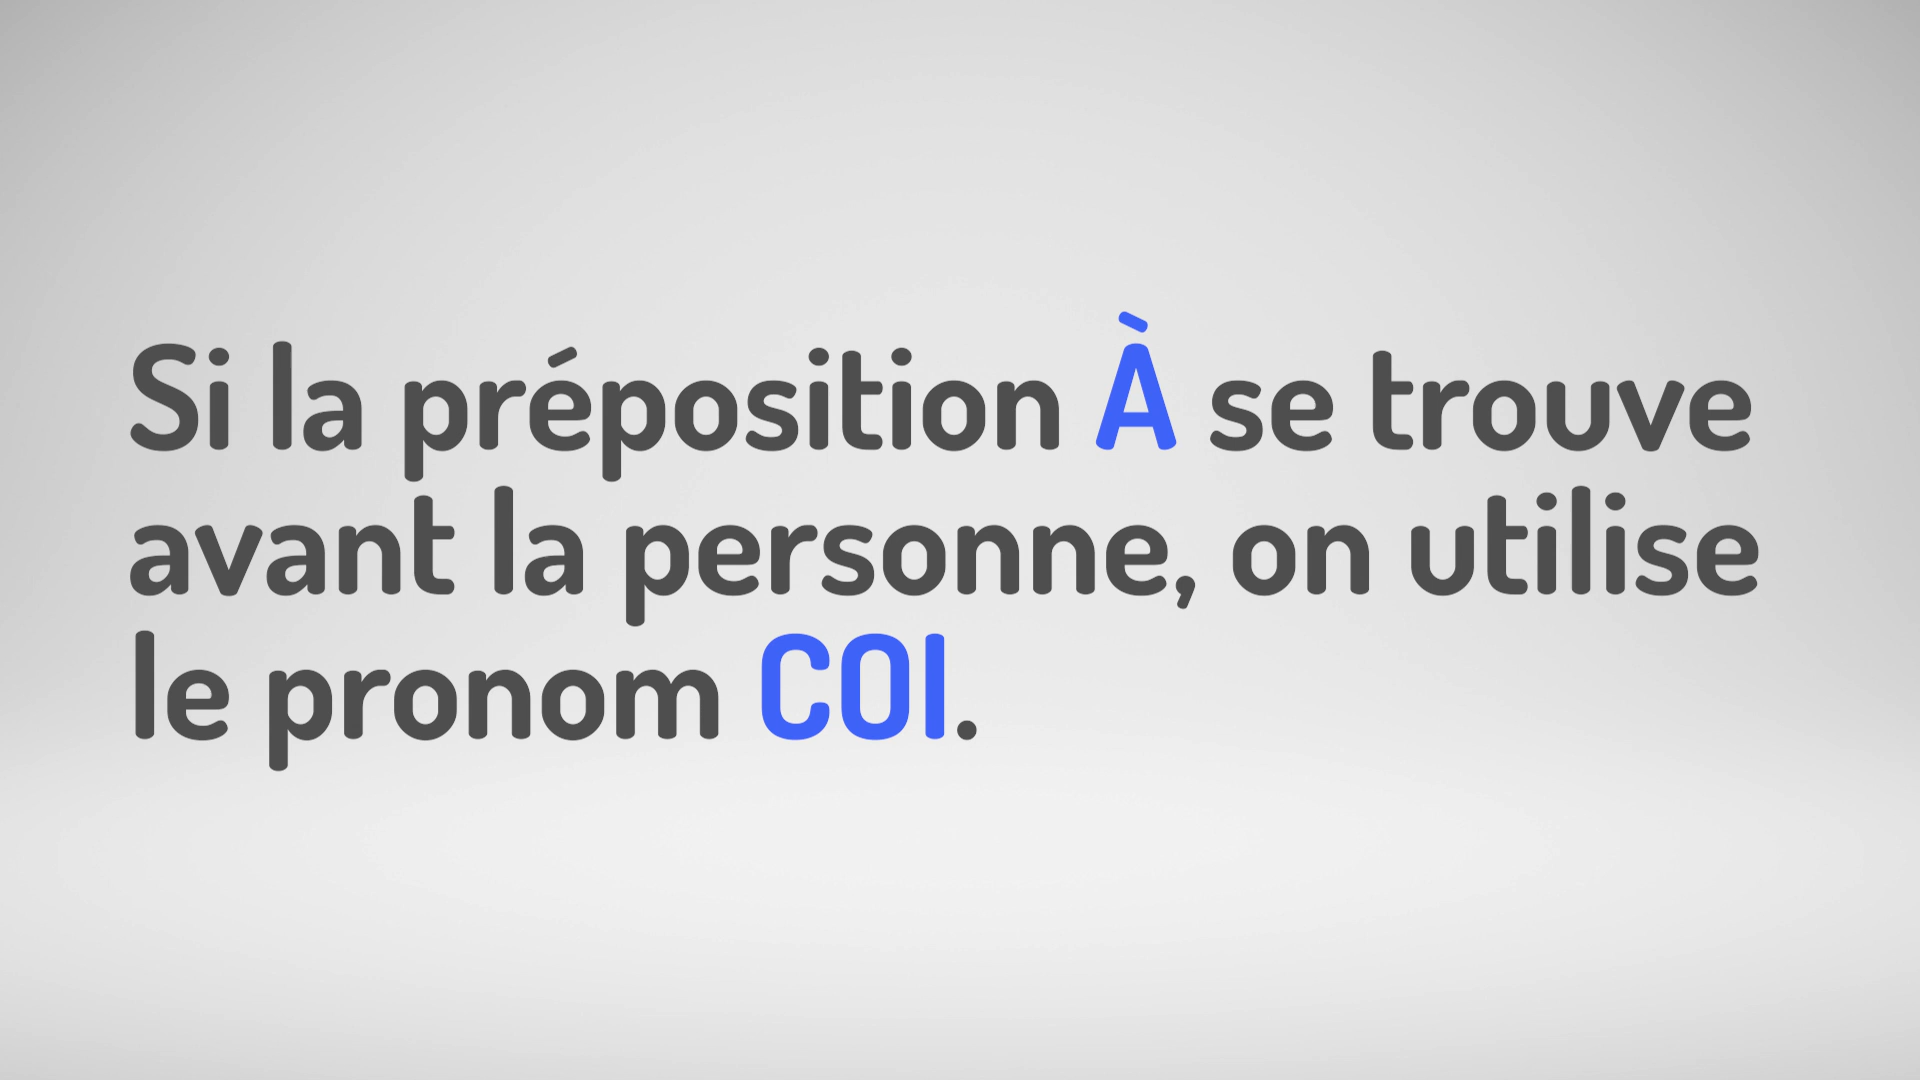 Si la préposition À se trouve
avant la personne, on utilise
le pronom COI.